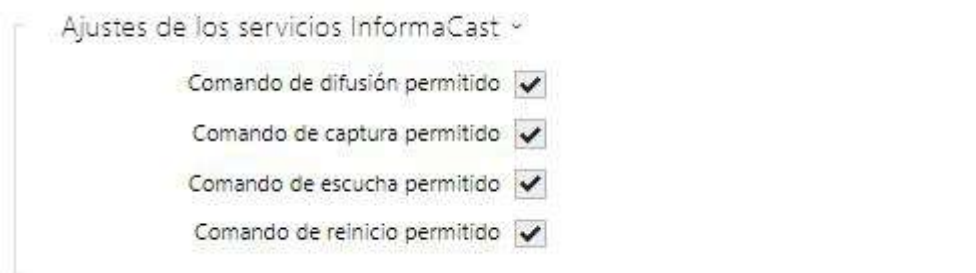 Ajustes de los servicios InformaCast
Comando de difusión permitido
Comando de captura permitido
Comando de escucha permitido
Comando de reinicio permitido